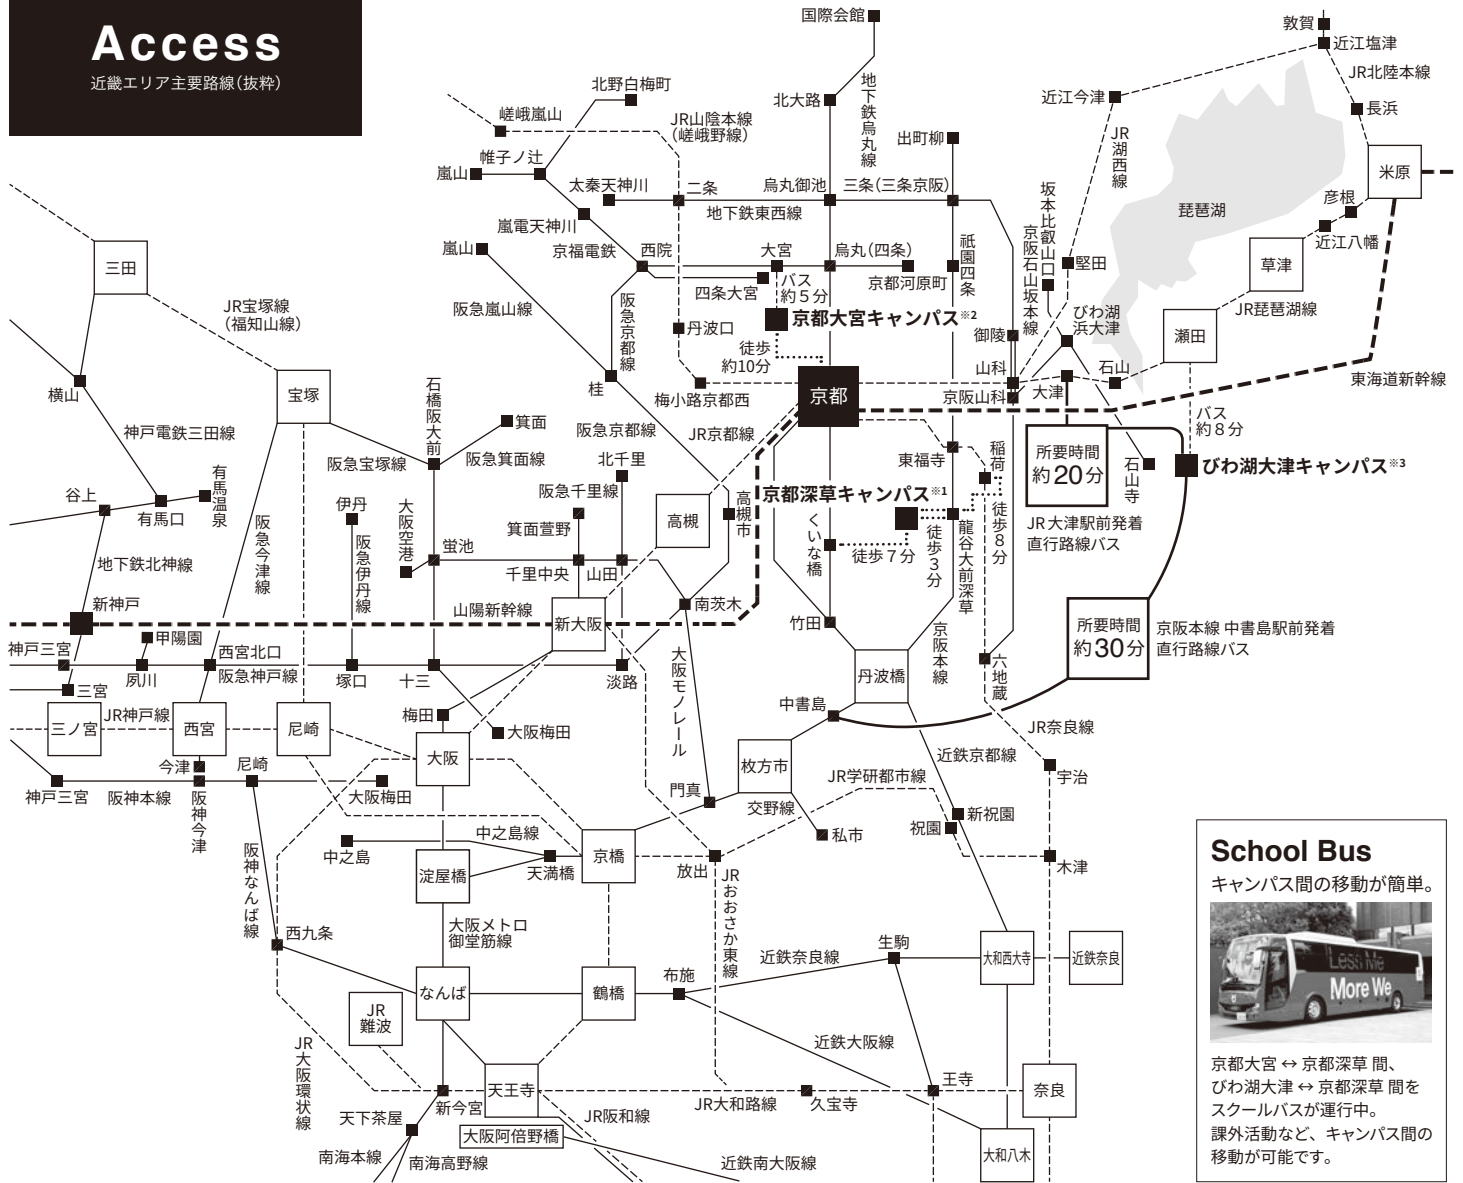 Access
近畿エリア主要路線（抜粋）
国際会館
敦賀
近江塩津
JR北陸本線
北野白梅町
地下鉄烏丸線
北大路
近江今津
長浜
嵯峨嵐山
JR山陰本線
（嵯峨野線）
出町柳
JR湖西線
帷子ノ辻
嵐山
米原
太秦天神川
二条
烏丸御池
三条（三条京阪）
坂本比叡山口
彦根
地下鉄東西線
琵琶湖
嵐電天神川
京阪石山坂本線
近江八幡
嵐山
京福電鉄
西院
大宮
烏丸（四条）
祇園四条
堅田
草津
三田
四条大宮
バス
約５分
京都河原町
JR宝塚線
（福知山線）
阪急嵐山線
阪急京都線
丹波口
京都大宮キャンパス※2
御陵
びわ湖
浜大津
JR琵琶湖線
瀬田
徒歩
約10分
山科
石山
東海道新幹線
横山
宝塚
石橋阪大前
桂
梅小路京都西
京都
京阪山科
大津
箕面
神戸電鉄三田線
阪急宝塚線
阪急箕面線
阪急京都線
JR京都線
バス
約８分
東福寺
稲荷
所要時間
約20分
石山寺
びわ湖大津キャンパス※3
北千里
阪急千里線
谷上
有馬口
有馬温泉
伊丹
大阪空港
箕面萱野
高槻
高槻市
京都深草キャンパス※1
くいな橋
徒歩７分
徒歩３分
龍谷大前深草
徒歩８分
JR大津駅前発着
直行路線バス
阪急今津線
阪急伊丹線
蛍池
千里中央
山田
地下鉄北神線
新神戸
山陽新幹線
新大阪
南茨木
竹田
京阪本線
所要時間
約30分
京阪本線 中書島駅前発着
直行路線バス
神戸三宮
甲陽園
夙川
西宮北口
阪急神戸線
塚口
十三
淡路
大阪モノレール
丹波橋
六地蔵
三宮
三ノ宮
JR神戸線
西宮
尼崎
梅田
大阪梅田
中書島
JR奈良線
大阪
枚方市
近鉄京都線
今津
尼崎
JR学研都市線
宇治
神戸三宮
阪神本線
阪神今津
大阪梅田
門真
交野線
私市
新祝園
祝園
中之島線
中之島
天満橋
京橋
放出
木津
School Bus
キャンパス間の移動が簡単。
阪神なんば線
淀屋橋
JRおおさか東線
大阪メトロ
御堂筋線
西九条
近鉄奈良線
生駒
大和西大寺
近鉄奈良
Less Me
More We
布施
なんば
鶴橋
JR
難波
JR大阪環状線
近鉄大阪線
京都大宮 ↔ 京都深草 間、
びわ湖大津 ↔ 京都深草 間を
スクールバスが運行中。
課外活動など、キャンパス間の
移動が可能です。
新今宮
天王寺
JR大和路線
久宝寺
王寺
奈良
天下茶屋
JR阪和線
大阪阿倍野橋
大和八木
南海本線
南海高野線
近鉄南大阪線